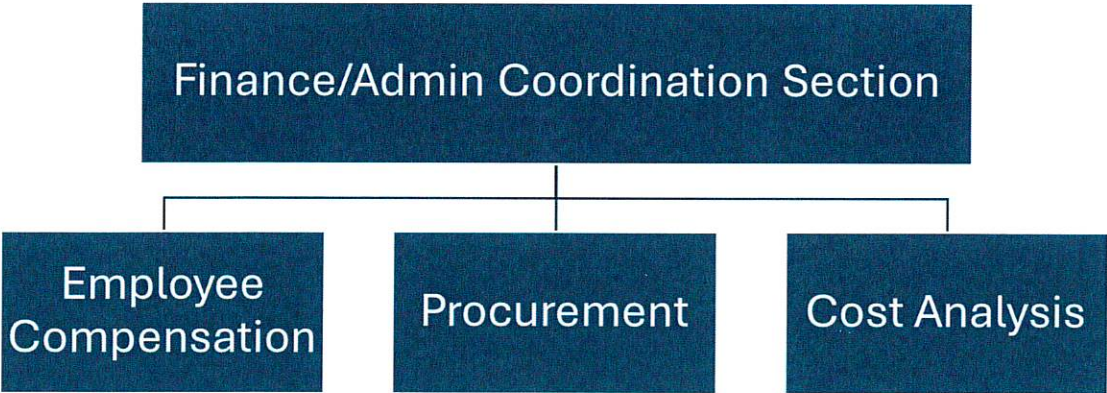 Finance/Admin Coordination Section
Employee
Compensation
Procurement
Cost Analysis